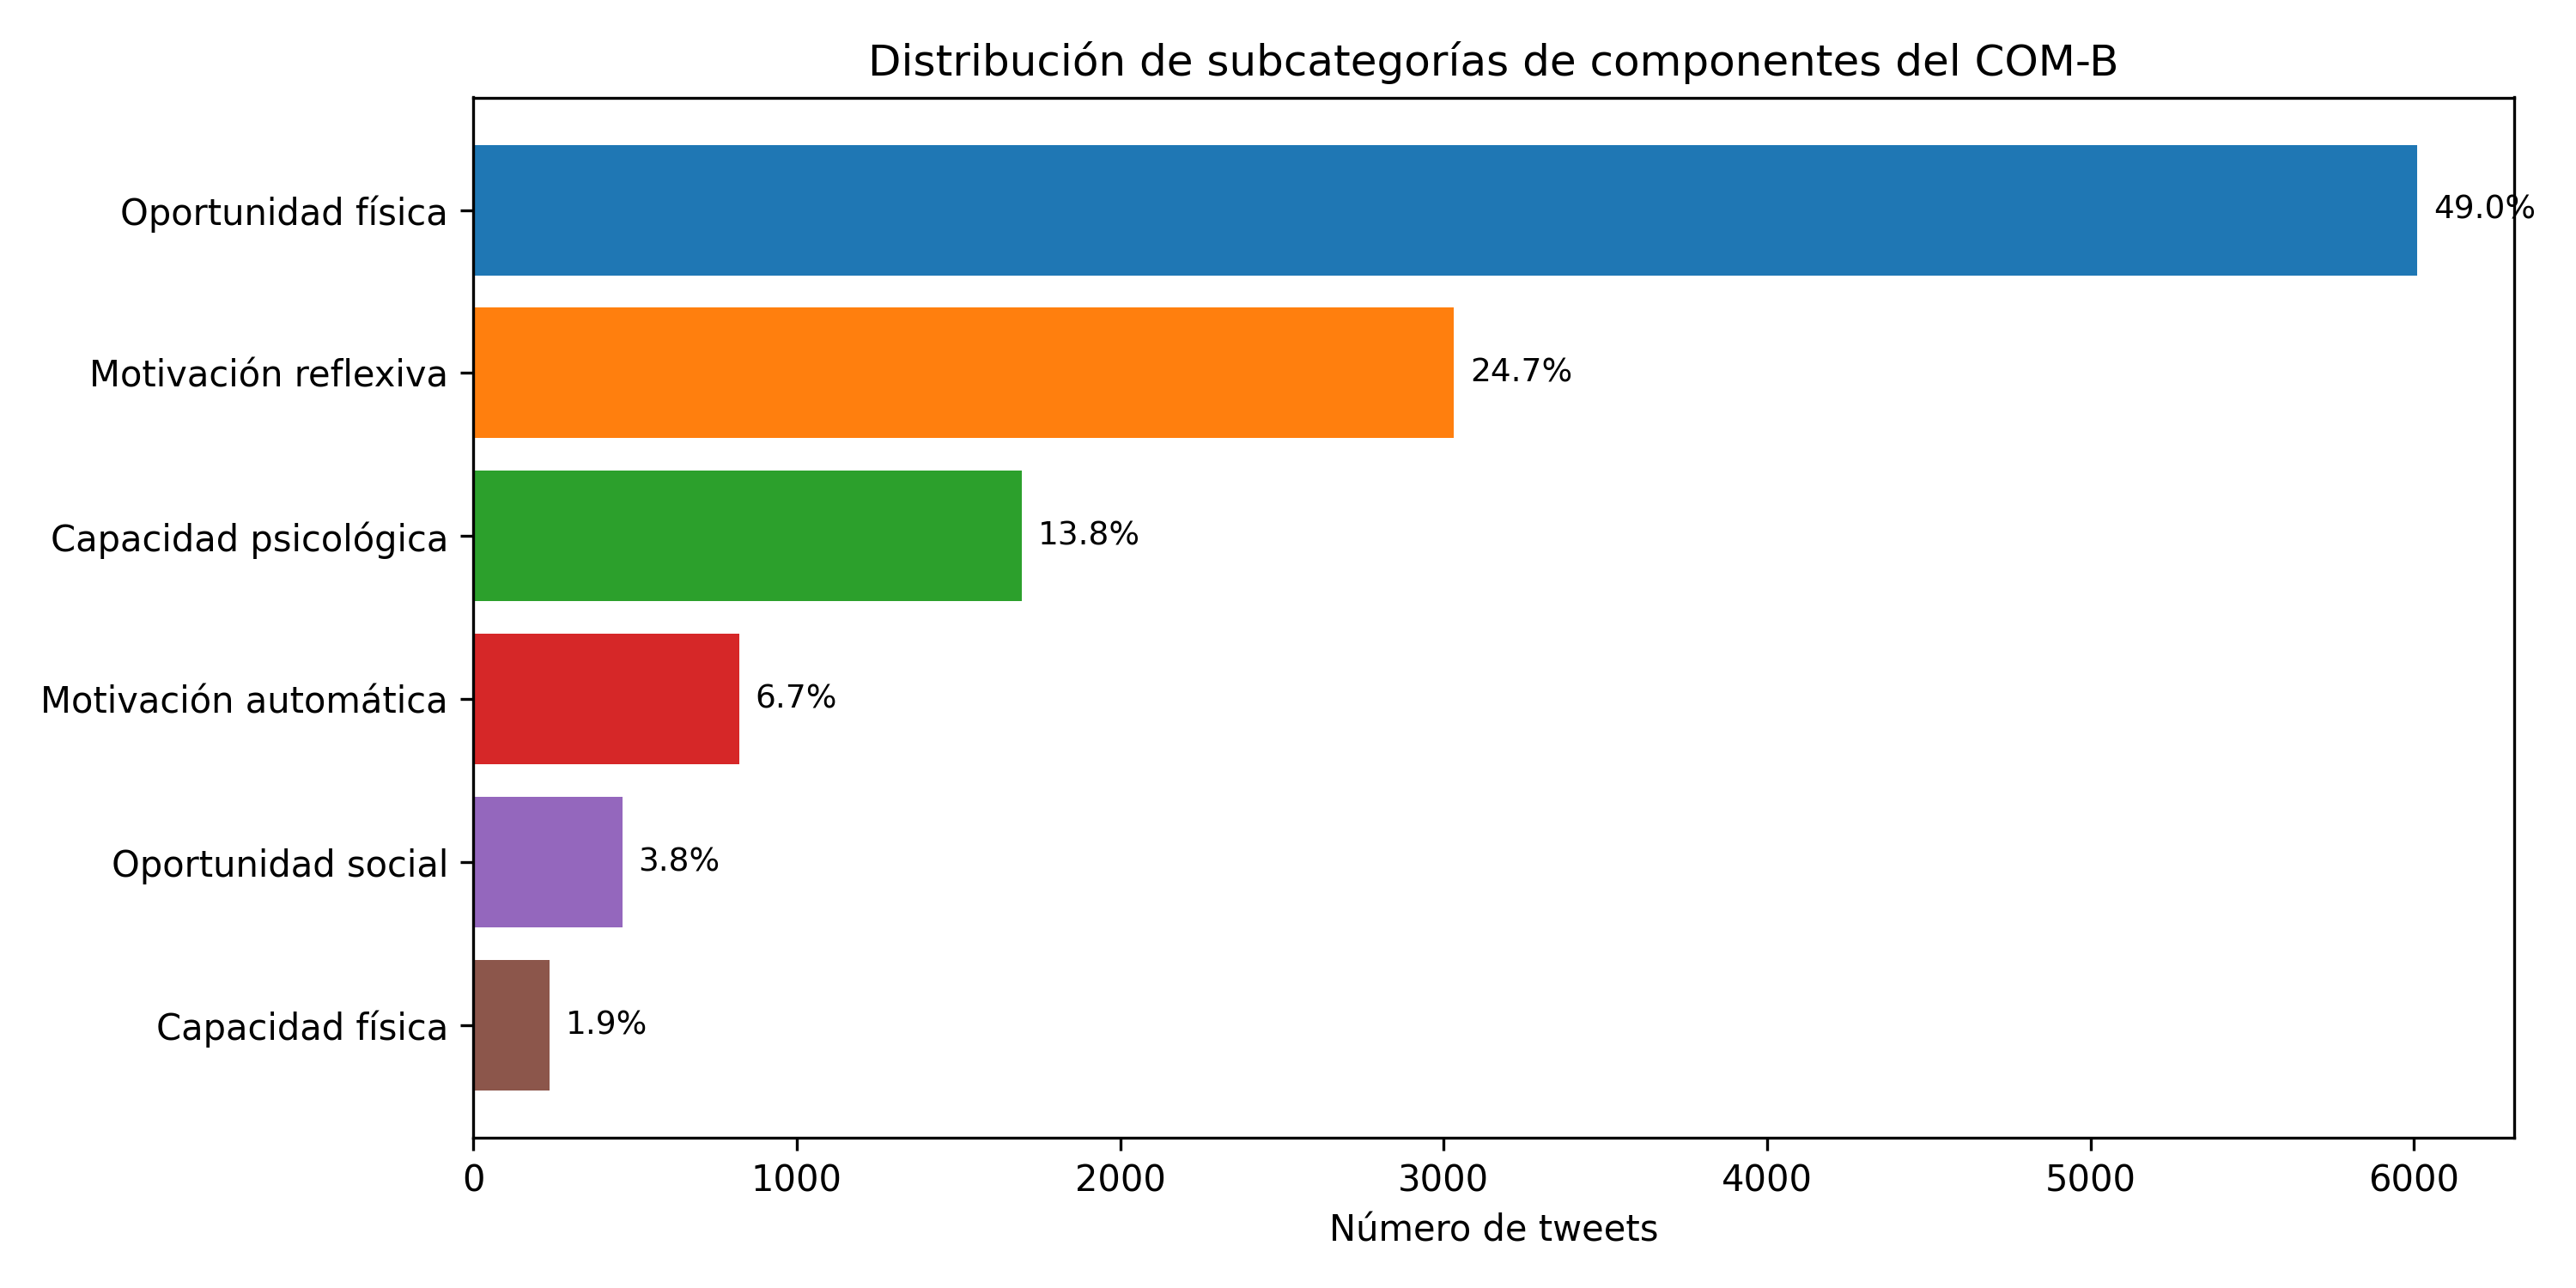 Distribución de subcategorías de componentes del COM-B
Oportunidad física
49.0%
Motivación reflexiva
24.7%
Capacidad psicológica
13.8%
Motivación automática
6.7%
Oportunidad social
3.8%
Capacidad física
1.9%
0 1000 2000 3000 4000 5000 6000
Número de tweets